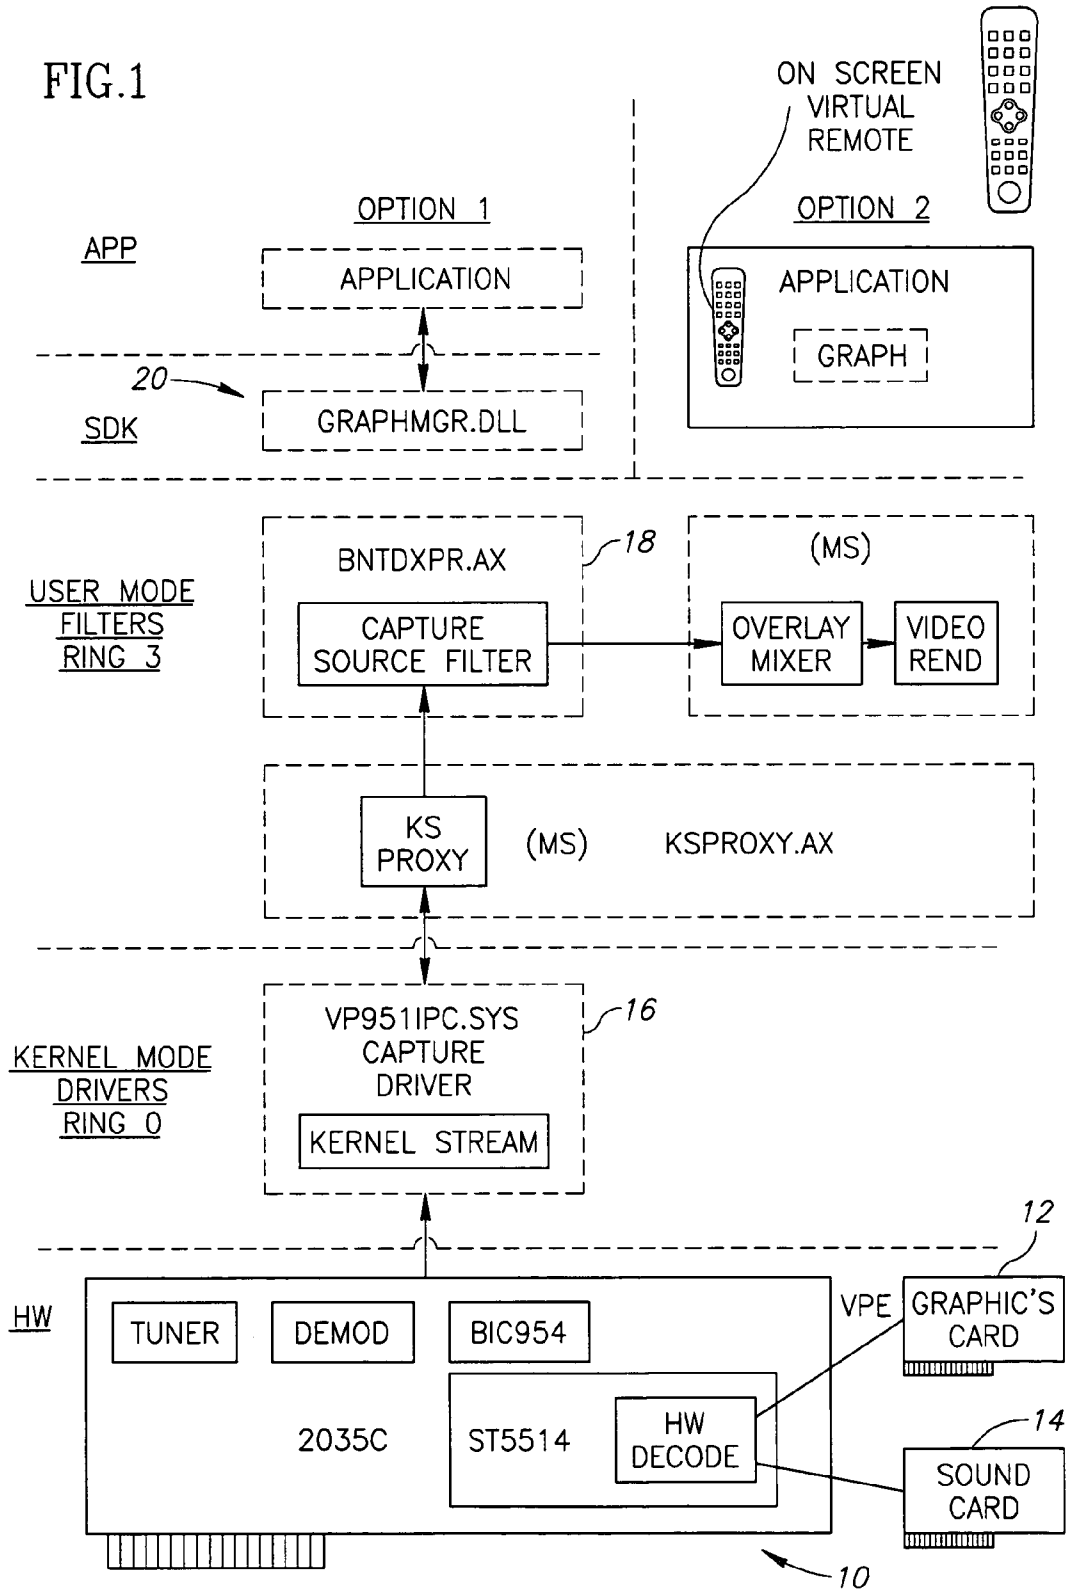 FIG.1
ON SCREEN
VIRTUAL
REMOTE
OPTION 1
OPTION 2
APP
APPLICATION
APPLICATION
GRAPH
20
SDK
GRAPHMGR.DLL
USER MODE
FILTERS
RING 3
BNTDXPR.AX
18
CAPTURE
SOURCE FILTER
(MS)
OVERLAY
MIXER
VIDEO
REND
KS
PROXY
(MS)
KSPROXY.AX
KERNEL MODE
DRIVERS
RING 0
VP951IPC.SYS
CAPTURE
DRIVER
16
KERNEL STREAM
12
HW
TUNER
DEMOD
BIC954
VPE
GRAPHIC'S
CARD
2035C
ST5514
HW
DECODE
14
SOUND
CARD
10